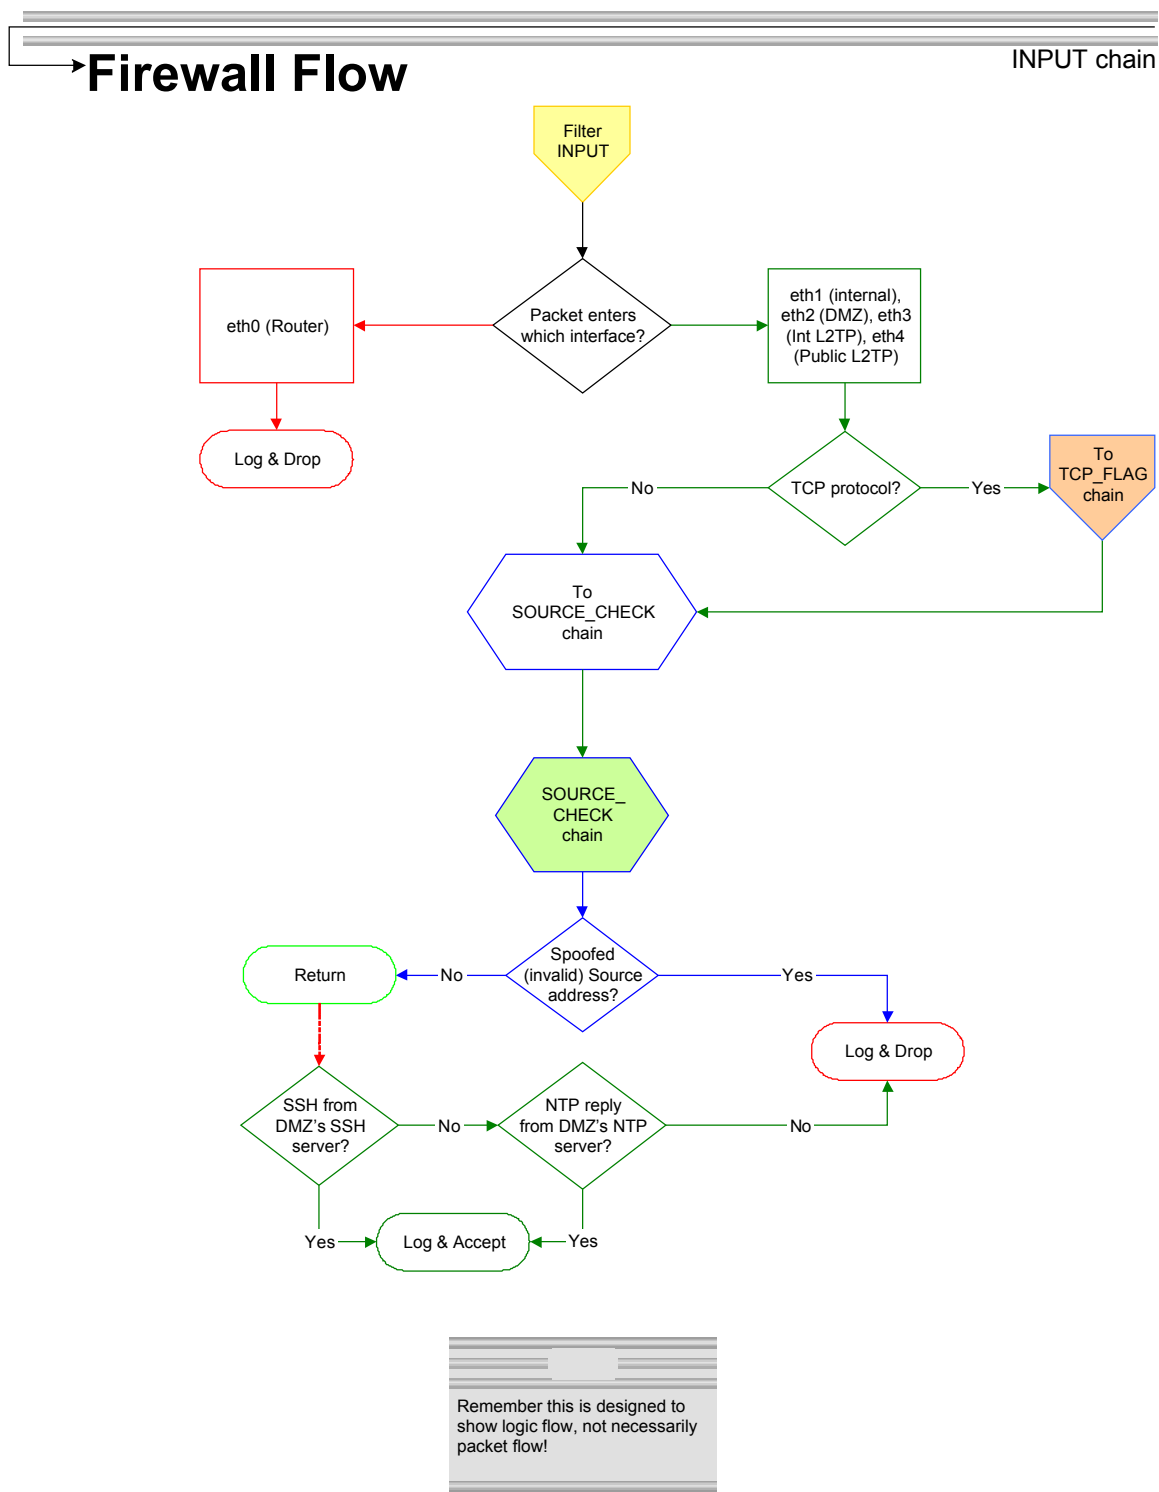 Firewall Flow
INPUT chain
Filter
INPUT
Packet enters
which interface?
eth0 (Router)
eth1 (internal),
eth2 (DMZ), eth3
(Int L2TP), eth4
(Public L2TP)
Log & Drop
TCP protocol?
No
Yes
To
TCP_FLAG
chain
To
SOURCE_CHECK
chain
SOURCE_
CHECK
chain
Spoofed
(invalid) Source
address?
No
Yes
Return
Log & Drop
SSH from
DMZ's SSH
server?
No
NTP reply
from DMZ's NTP
server?
No
Yes
Log & Accept
Yes
Remember this is designed to
show logic flow, not necessarily
packet flow!